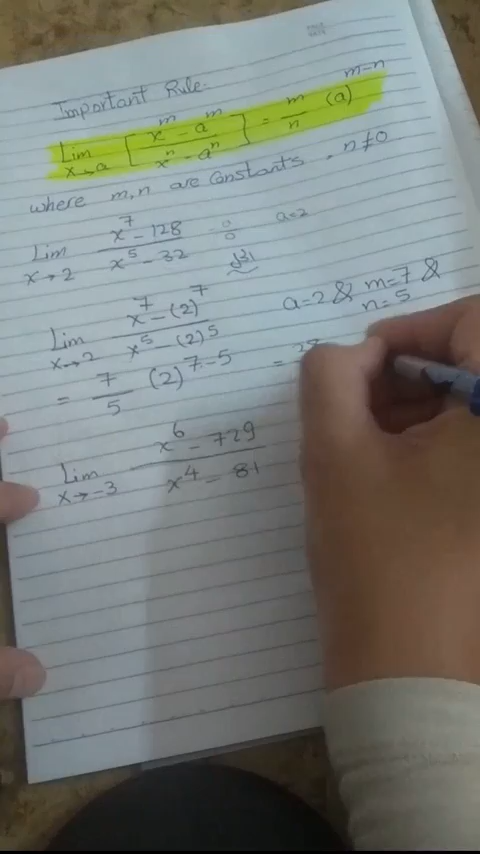 Important Rule.
Lim x→a [ (x^m - a^m) / (x^n - a^n) ] = m/n (a)^(m-n)
where m, n are Constants, n≠0
Lim x→2 (x^7 - 128) / (x^5 - 32) = 0/0 a=2
Lim x→2 (x^7 - (2)^7) / (x^5 - (2)^5) a=2 & m=7 & n=5
= 7/5 (2)^(7-5) = 28
Lim x→-3 (x^6 - 729) / (x^4 - 81)